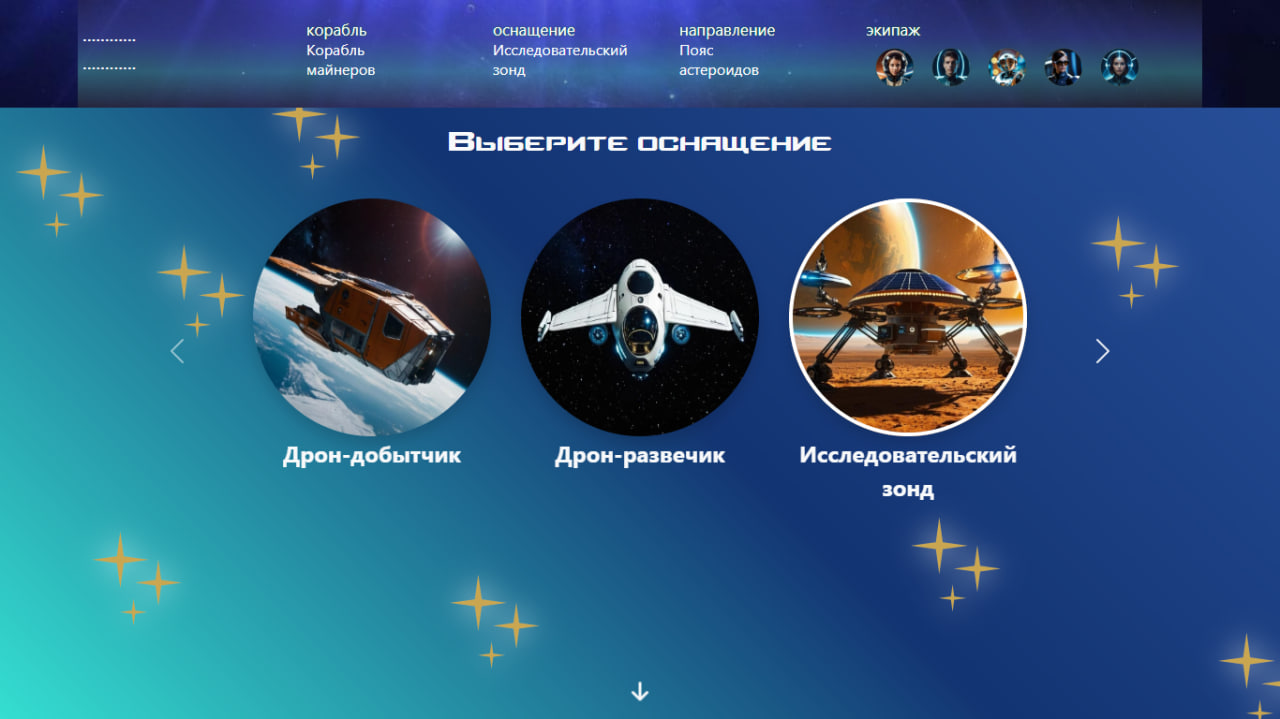 ............
............
корабль
Корабль
майнеров
оснащение
Исследовательский
зонд
направление
Пояс
астероидов
экипаж
Выберите оснащение
Дрон-добытчик
Дрон-развечик
Исследовательский
зонд